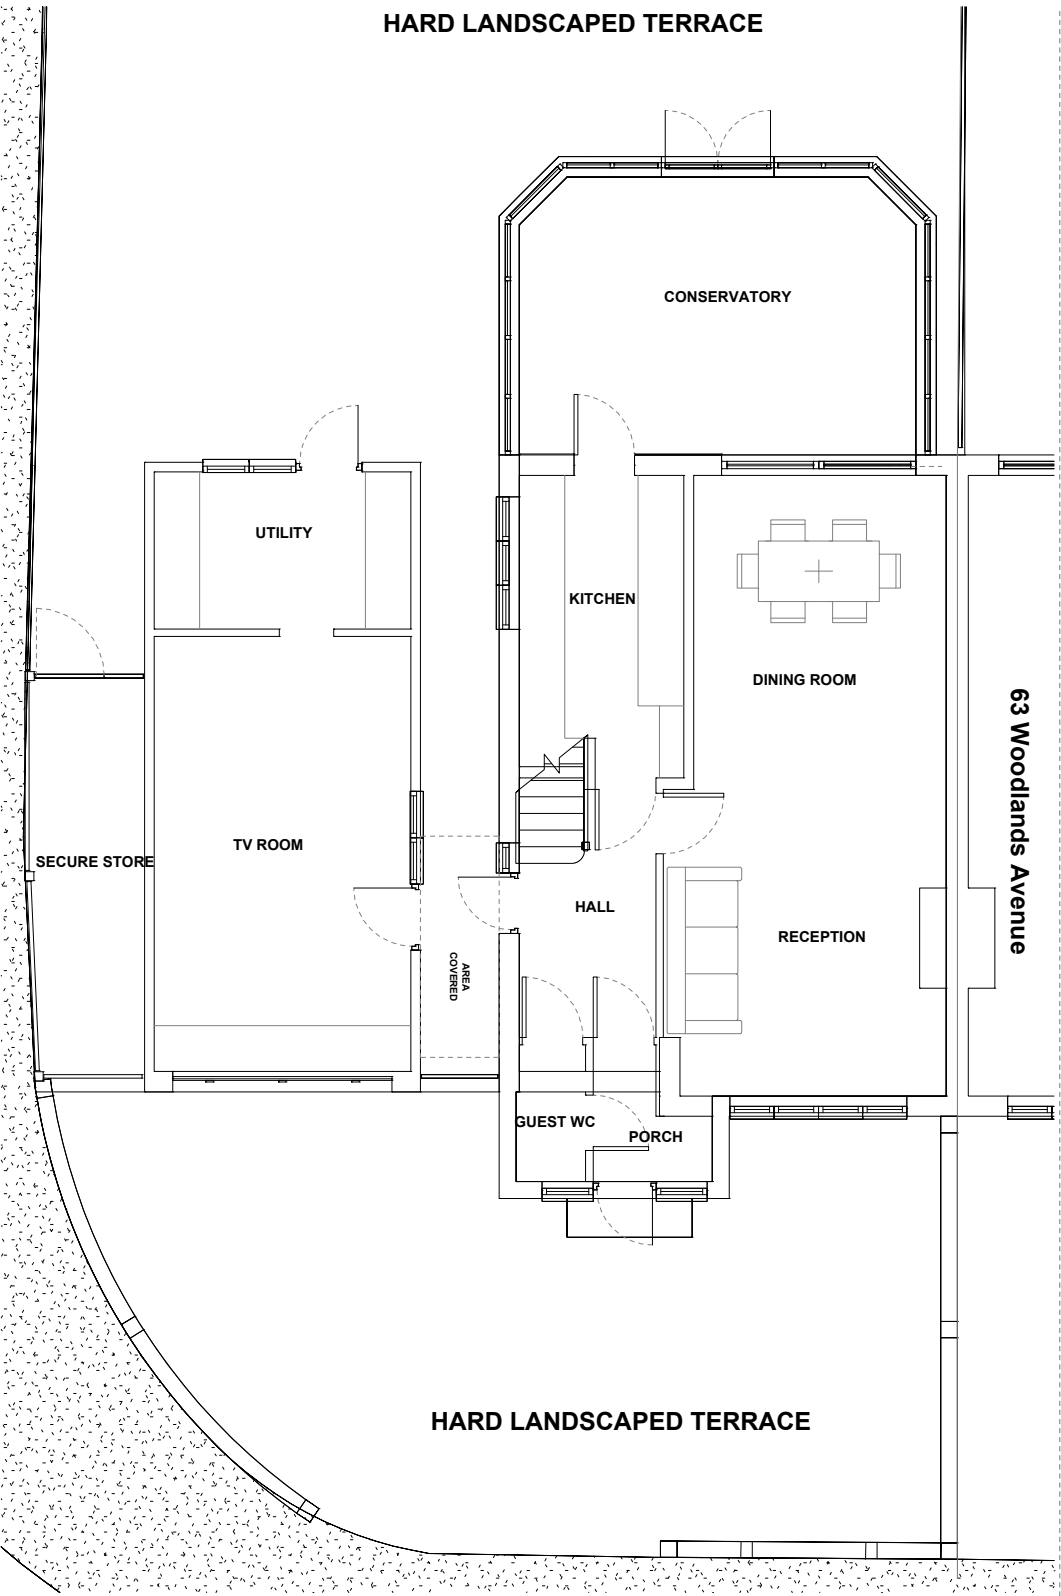 HARD LANDSCAPED TERRACE
CONSERVATORY
UTILITY
KITCHEN
DINING ROOM
63 Woodlands Avenue
TV ROOM
SECURE STORE
HALL
RECEPTION
AREA
COVERED
GUEST WC
PORCH
HARD LANDSCAPED TERRACE